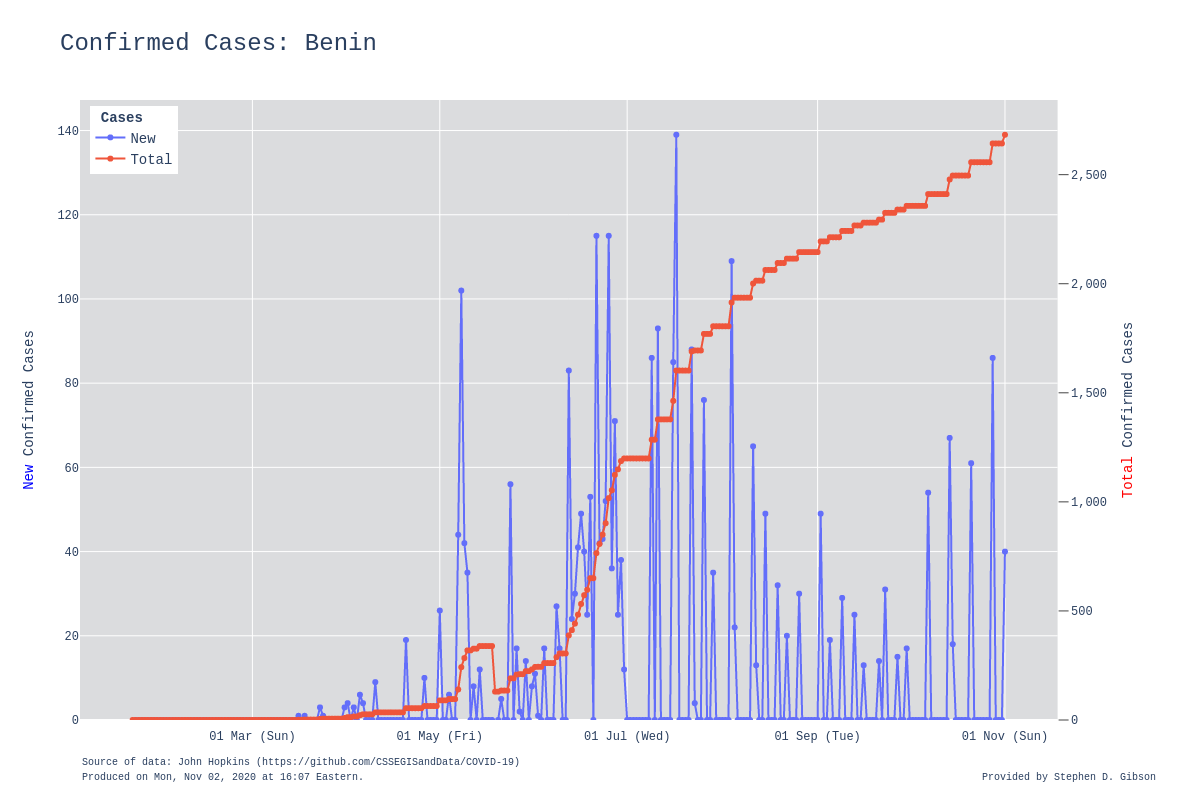 Confirmed Cases: Benin
Cases
New
Total
140
120
100
80
60
40
20
0
2,500
2,000
1,500
1,000
500
0
New Confirmed Cases
Total Confirmed Cases
01 Mar (Sun)
01 May (Fri)
01 Jul (Wed)
01 Sep (Tue)
01 Nov (Sun)
Source of data: John Hopkins (https://github.com/CSSEGISandData/COVID-19)
Produced on Mon, Nov 02, 2020 at 16:07 Eastern.
Provided by Stephen D. Gibson